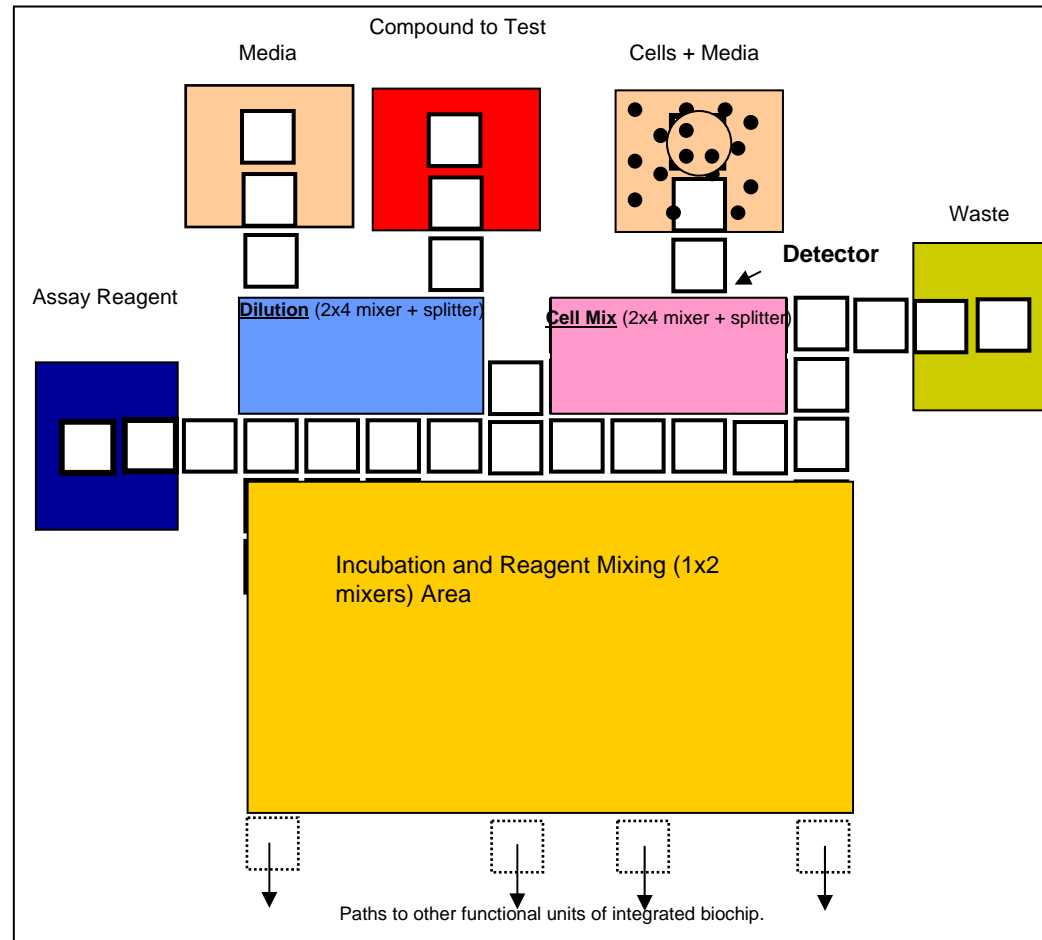 Compound to Test
Media
Cells + Media
Waste
Detector
Assay Reagent
Dilution (2x4 mixer + splitter)
Cell Mix (2x4 mixer + splitter)
Incubation and Reagent Mixing (1x2
mixers) Area
Paths to other functional units of integrated biochip.